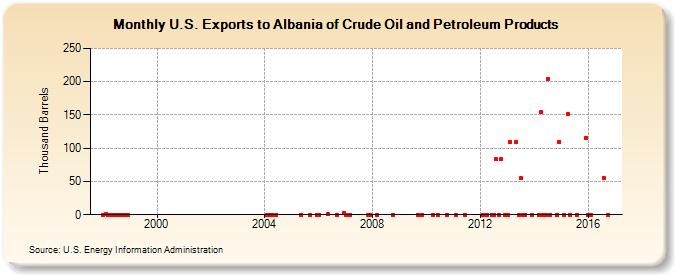 Monthly U.S. Exports to Albania of Crude Oil and Petroleum Products
Thousand Barrels
250
200
150
100
50
0
2000 2004 2008 2012 2016
Source: U.S. Energy Information Administration